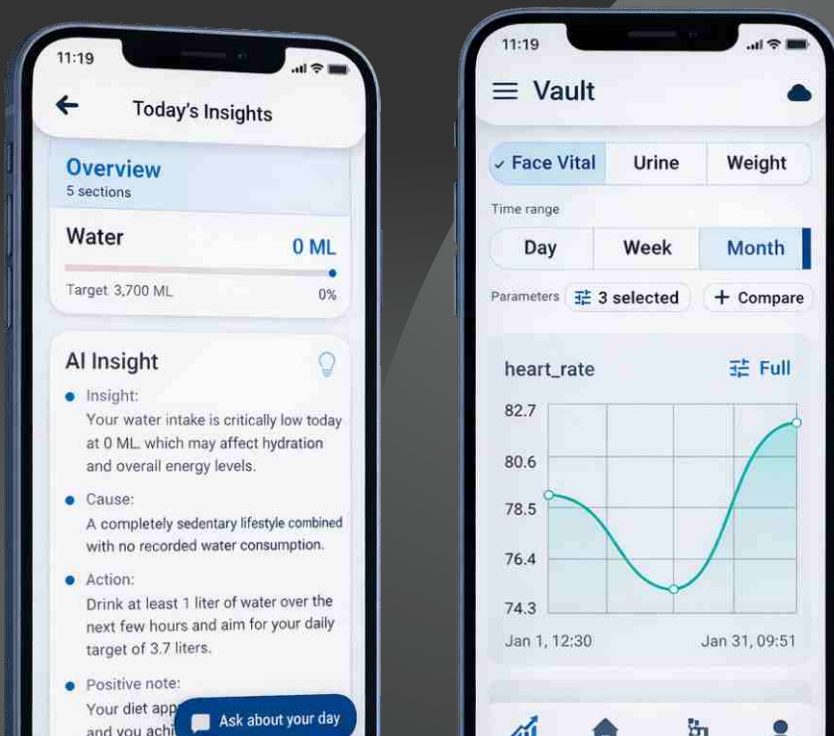 11:19
Today's Insights
Overview
5 sections
Water
0 ML
Target 3,700 ML
0%
AI Insight
Insight:
Your water intake is critically low today
at 0 ML. which may affect hydration
and overall energy levels.
Cause:
A completely sedentary lifestyle combined
with no recorded water consumption.
Action:
Drink at least 1 liter of water over the
next few hours and aim for your daily
target of 3.7 liters.
Positive note:
Your diet app
and you achi
Ask about your day
11:19
Vault
Face Vital
Urine
Weight
Time range
Day
Week
Month
Parameters
3 selected
+ Compare
heart_rate
Full
82.7
80.6
78.5
76.4
74.3
Jan 1, 12:30
Jan 31, 09:51